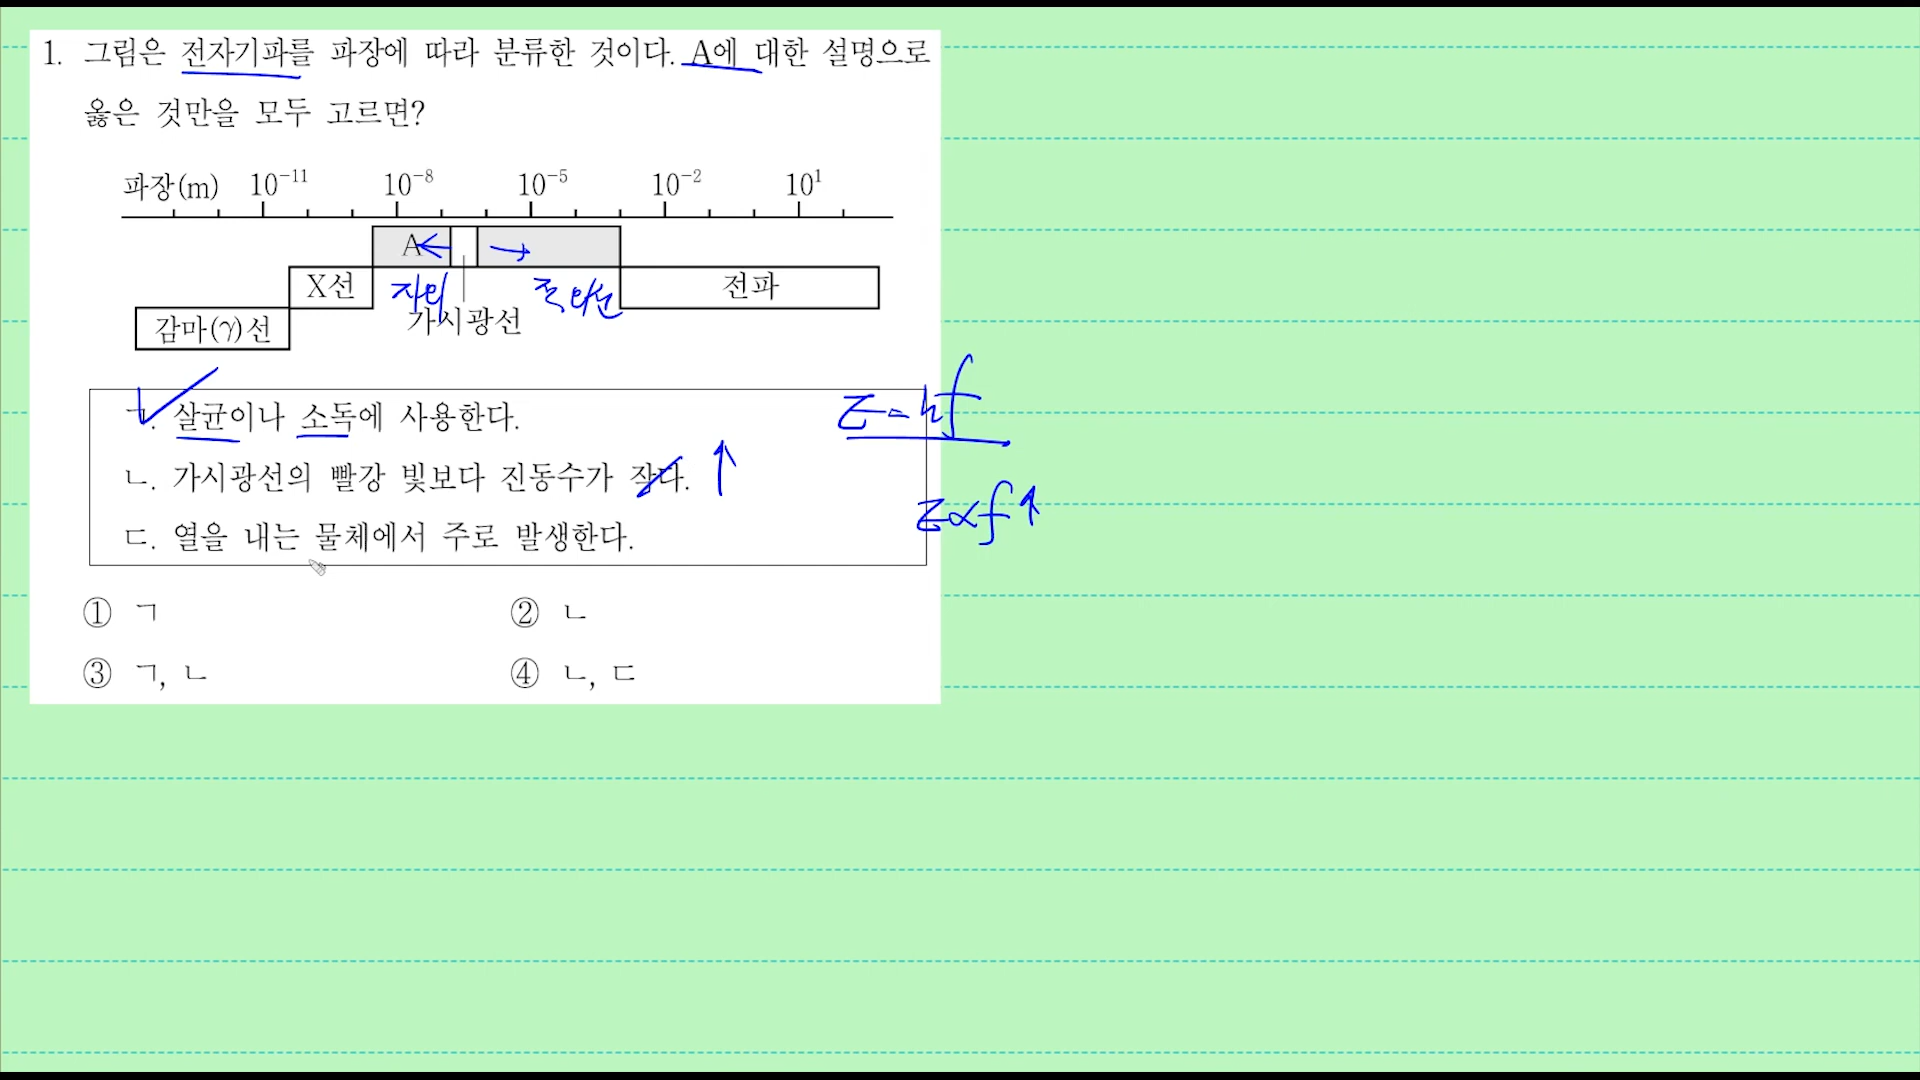 1. 그림은 전자기파를 파장에 따라 분류한 것이다. A에 대한 설명으로
옳은 것만을 모두 고르면?
파장(m) 10⁻¹¹ 10⁻⁸ 10⁻⁵ 10⁻² 10¹
A
X선 자외 적외선 전파
감마(γ)선 가시광선
ㄱ. 살균이나 소독에 사용한다.
E = hf
ㄴ. 가시광선의 빨강 빛보다 진동수가 작다. ↑
E ∝ f ↑
ㄷ. 열을 내는 물체에서 주로 발생한다.
① ㄱ ② ㄴ
③ ㄱ, ㄴ ④ ㄴ, ㄷ